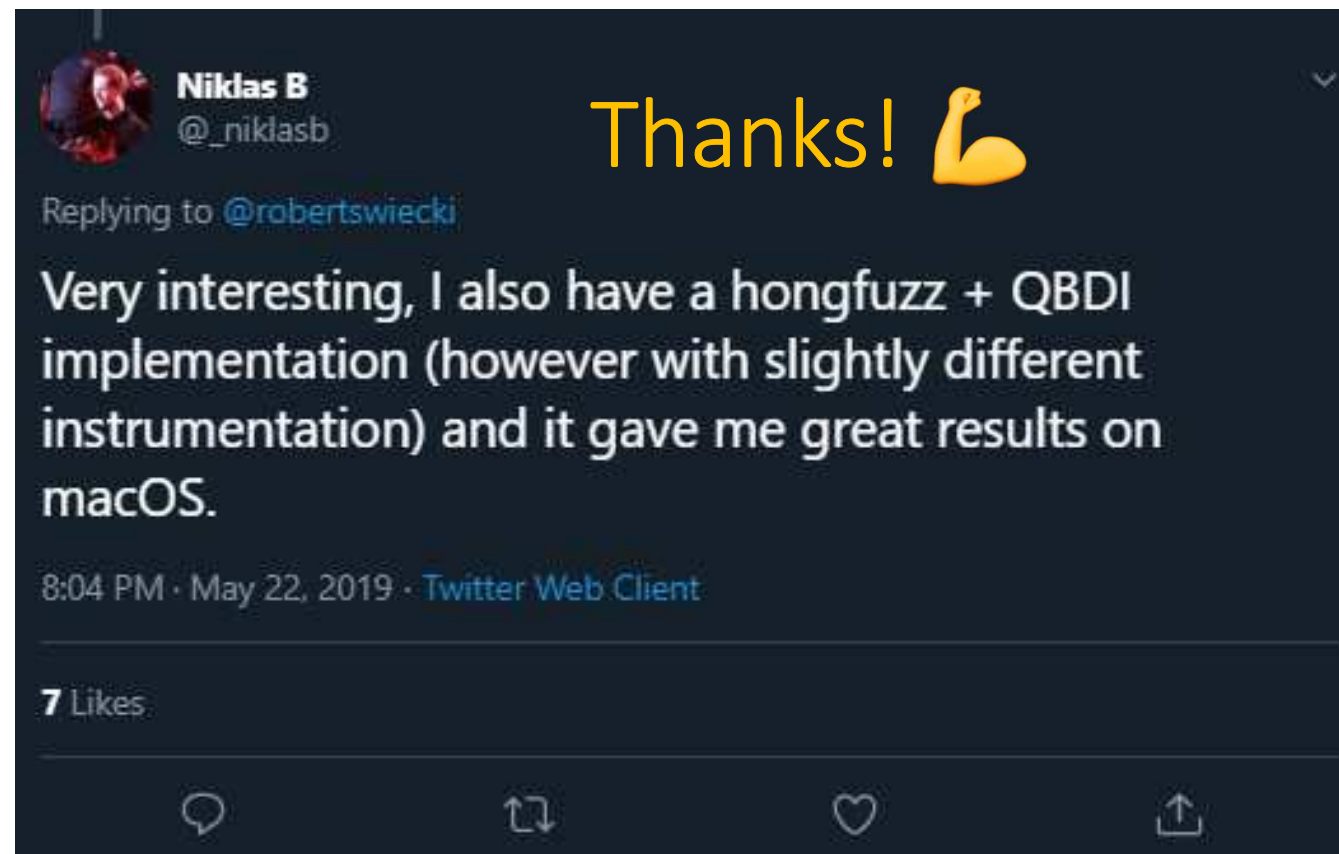 Niklas B
@_niklasb
Thanks! 💪
Replying to @robertswiecki
Very interesting, I also have a hongfuzz + QBDI
implementation (however with slightly different
instrumentation) and it gave me great results on
macOS.
8:04 PM · May 22, 2019 · Twitter Web Client
7 Likes